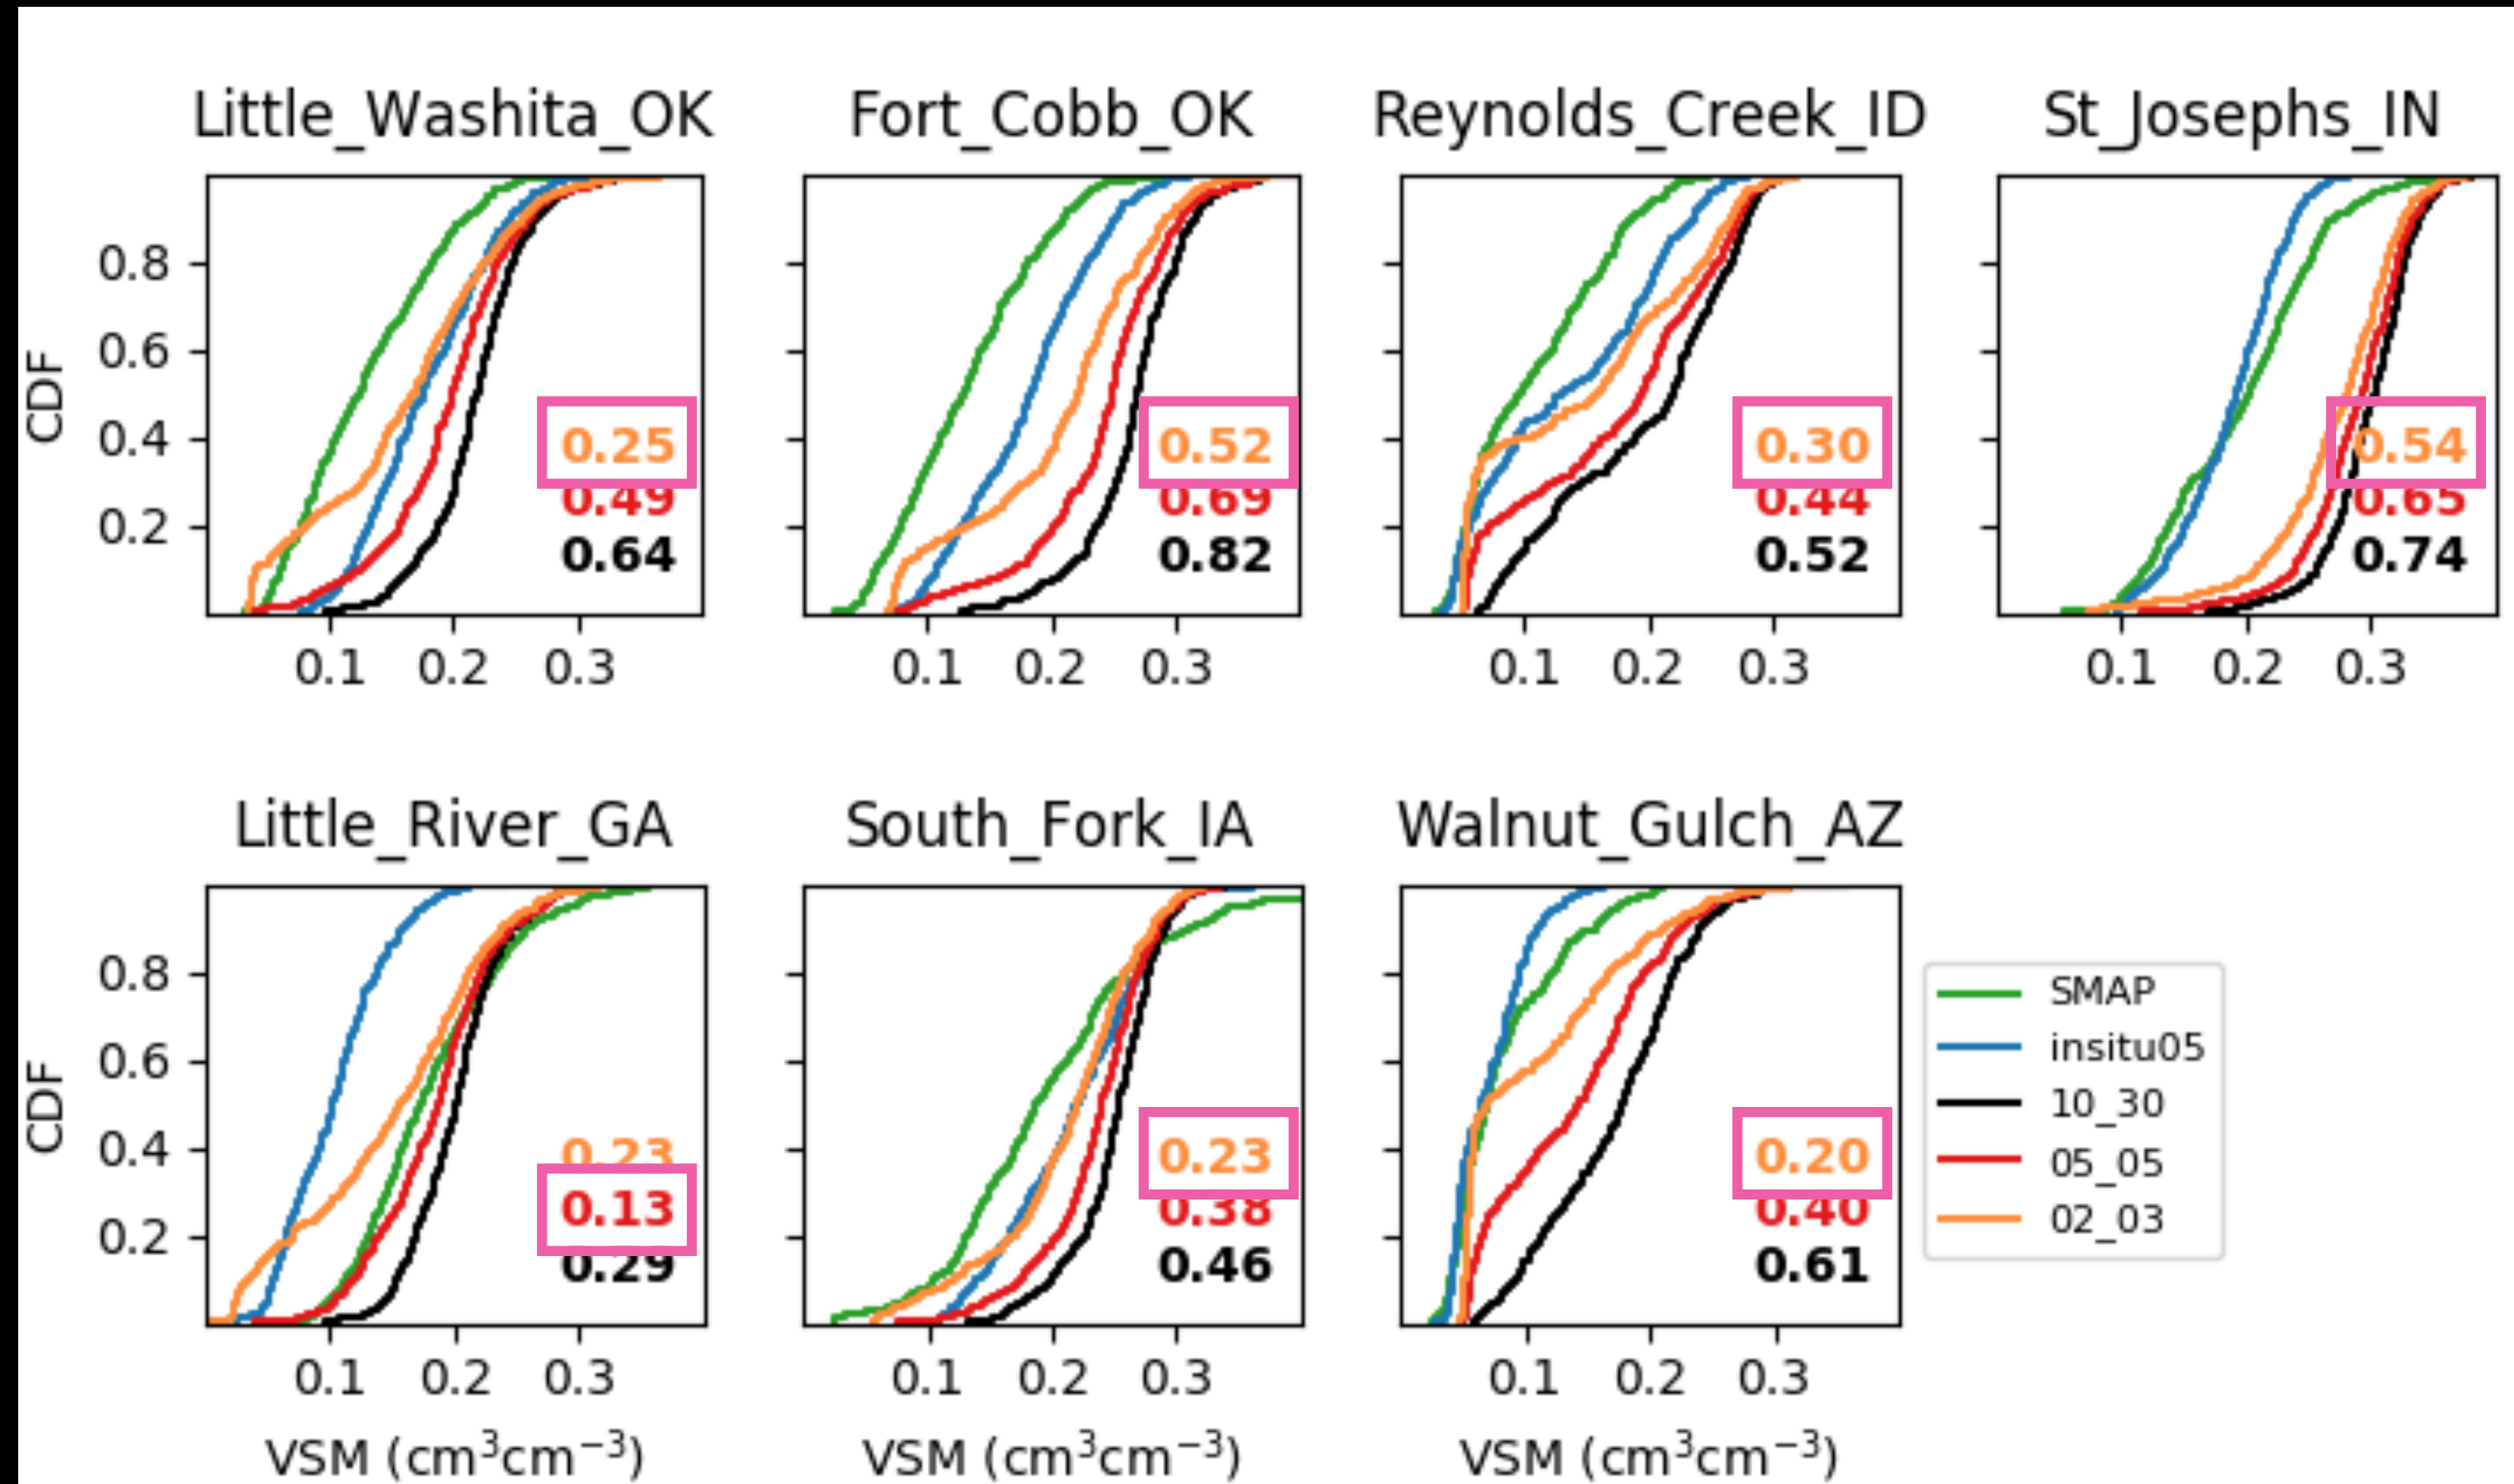 Little_Washita_OK
Fort_Cobb_OK
Reynolds_Creek_ID
St_Josephs_IN
CDF
0.8
0.6
0.4
0.2
0.25
0.49
0.64
0.52
0.69
0.82
0.30
0.44
0.52
0.54
0.65
0.74
0.1 0.2 0.3
0.1 0.2 0.3
0.1 0.2 0.3
0.1 0.2 0.3
Little_River_GA
South_Fork_IA
Walnut_Gulch_AZ
CDF
0.8
0.6
0.4
0.2
0.23
0.13
0.29
0.23
0.38
0.46
0.20
0.40
0.61
SMAP
insitu05
10_30
05_05
02_03
0.1 0.2 0.3
0.1 0.2 0.3
0.1 0.2 0.3
VSM (cm³cm⁻³)
VSM (cm³cm⁻³)
VSM (cm³cm⁻³)